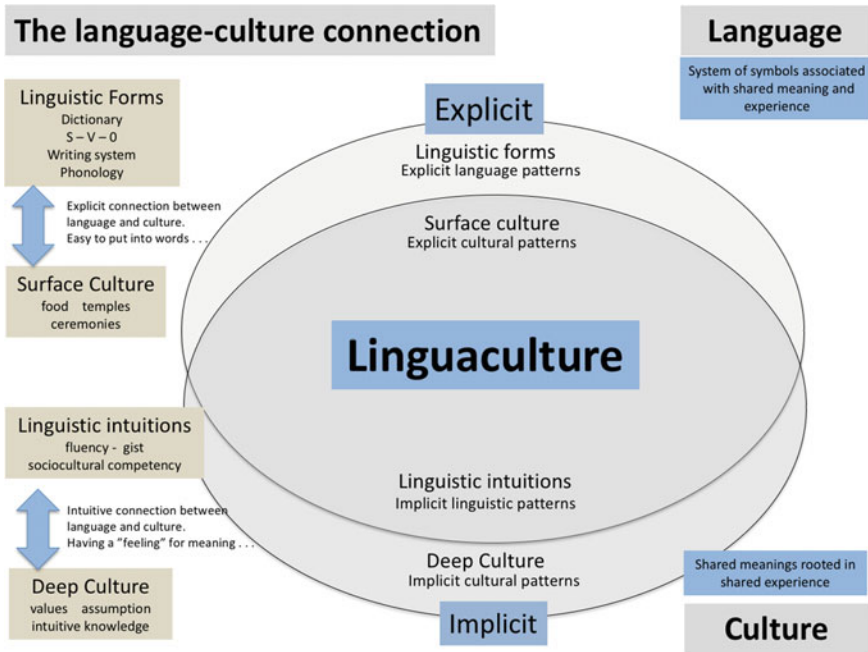 The language-culture connection
Language
System of symbols associated
with shared meaning and
experience
Linguistic Forms
Dictionary
S – V – 0
Writing system
Phonology
Explicit connection between
language and culture.
Easy to put into words . . .
Surface Culture
food temples
ceremonies
Linguistic intuitions
fluency - gist
sociocultural competency
Intuitive connection between
language and culture.
Having a "feeling" for meaning . . .
Deep Culture
values assumption
intuitive knowledge
Explicit
Linguistic forms
Explicit language patterns
Surface culture
Explicit cultural patterns
Linguaculture
Linguistic intuitions
Implicit linguistic patterns
Deep Culture
Implicit cultural patterns
Implicit
Shared meanings rooted in
shared experience
Culture